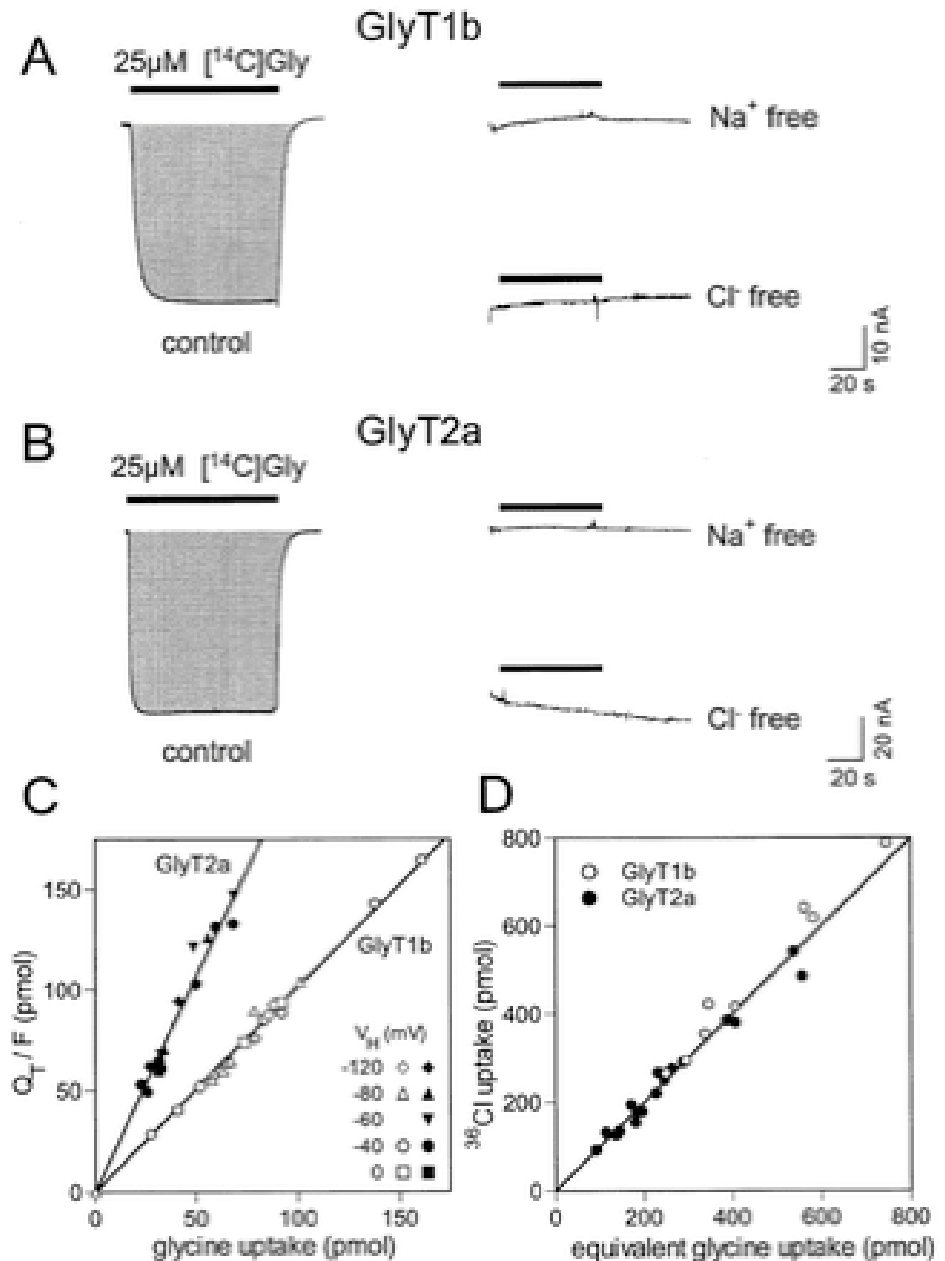 GlyT1b
A
25μM [¹⁴C]Gly
Na⁺ free
Cl⁻ free
control
10 nA
20 s
GlyT2a
B
25μM [¹⁴C]Gly
Na⁺ free
Cl⁻ free
control
20 nA
20 s
C
GlyT2a
GlyT1b
150
100
50
0
Q_T / F (pmol)
V_H (mV)
-120
-80
-60
-40
0
0 50 100 150
glycine uptake (pmol)
D
800
600
400
200
0
GlyT1b
GlyT2a
³⁶Cl uptake (pmol)
0 200 400 600 800
equivalent glycine uptake (pmol)